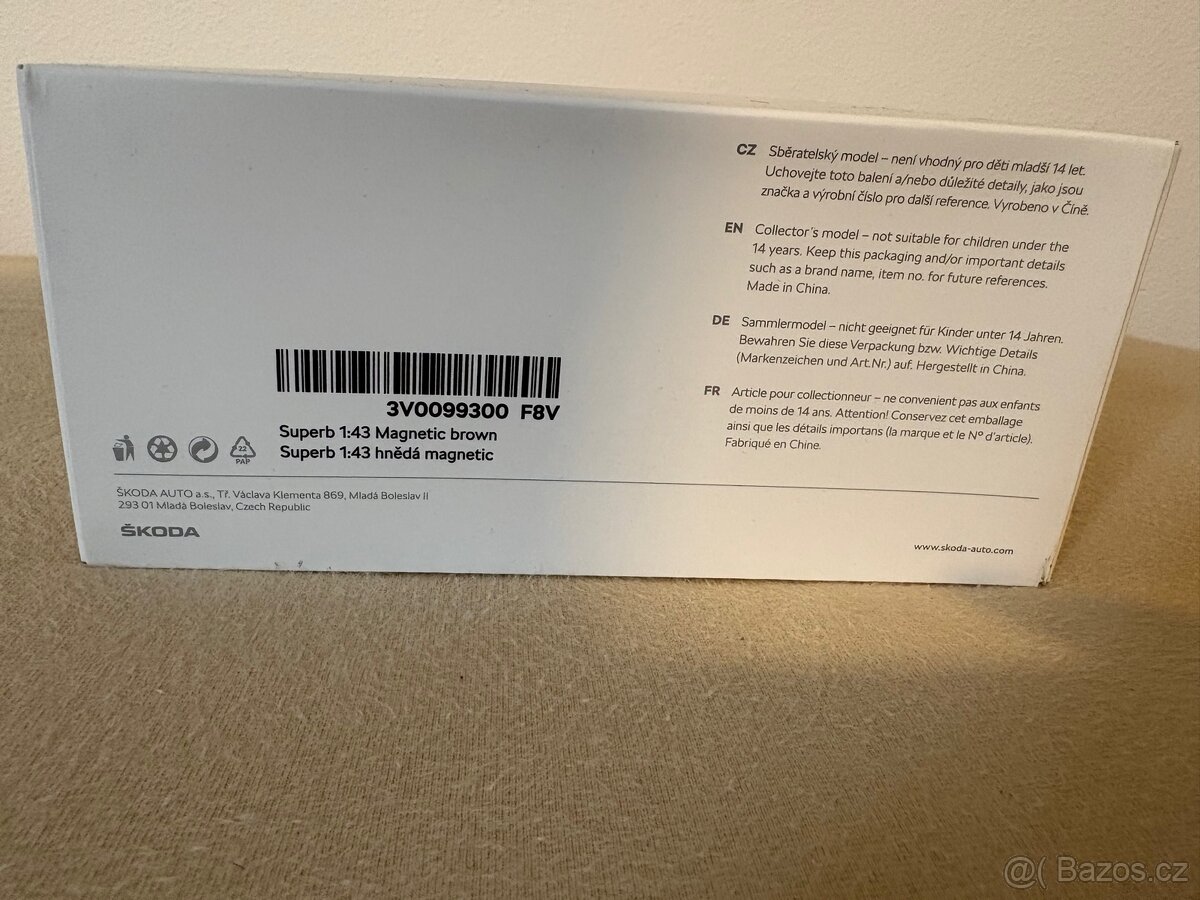 CZ Sběratelský model – není vhodný pro děti mladší 14 let.
Uchovejte toto balení a/nebo důležité detaily, jako jsou
značka a výrobní číslo pro další reference. Vyrobeno v Číně.
EN Collector´s model – not suitable for children under the
14 years. Keep this packaging and/or important details
such as a brand name, item no. for future references.
Made in China.
DE Sammlermodel – nicht geeignet für Kinder unter 14 Jahren.
Bewahren Sie diese Verpackung bzw. Wichtige Details
(Markenzeichen und Art.Nr.) auf. Hergestellt in China.
FR Article pour collectionneur – ne convenient pas aux enfants
de moins de 14 ans. Attention! Conservez cet emballage
ainsi que les détails importans (la marque et le N° d'article).
Fabriqué en Chine.
3V0099300 F8V
Superb 1:43 Magnetic brown
Superb 1:43 hnědá magnetic
22
PAP
ŠKODA AUTO a.s., Tř. Václava Klementa 869, Mladá Boleslav II
293 01 Mladá Boleslav, Czech Republic
ŠKODA
www.skoda-auto.com
@( Bazos.cz